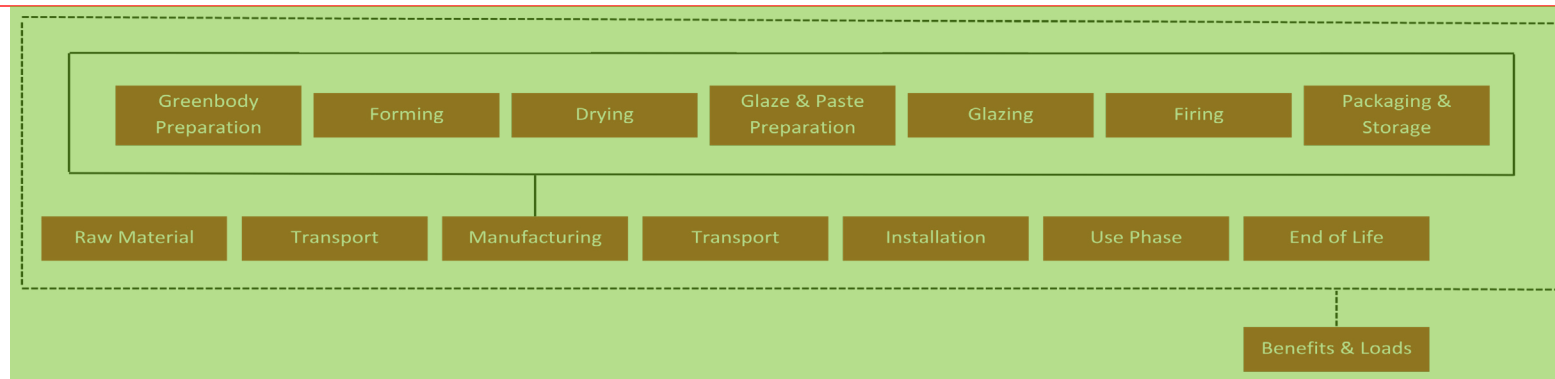 Greenbody
Preparation
Forming
Drying
Glaze & Paste
Preparation
Glazing
Firing
Packaging &
Storage
Raw Material
Transport
Manufacturing
Transport
Installation
Use Phase
End of Life
Benefits & Loads